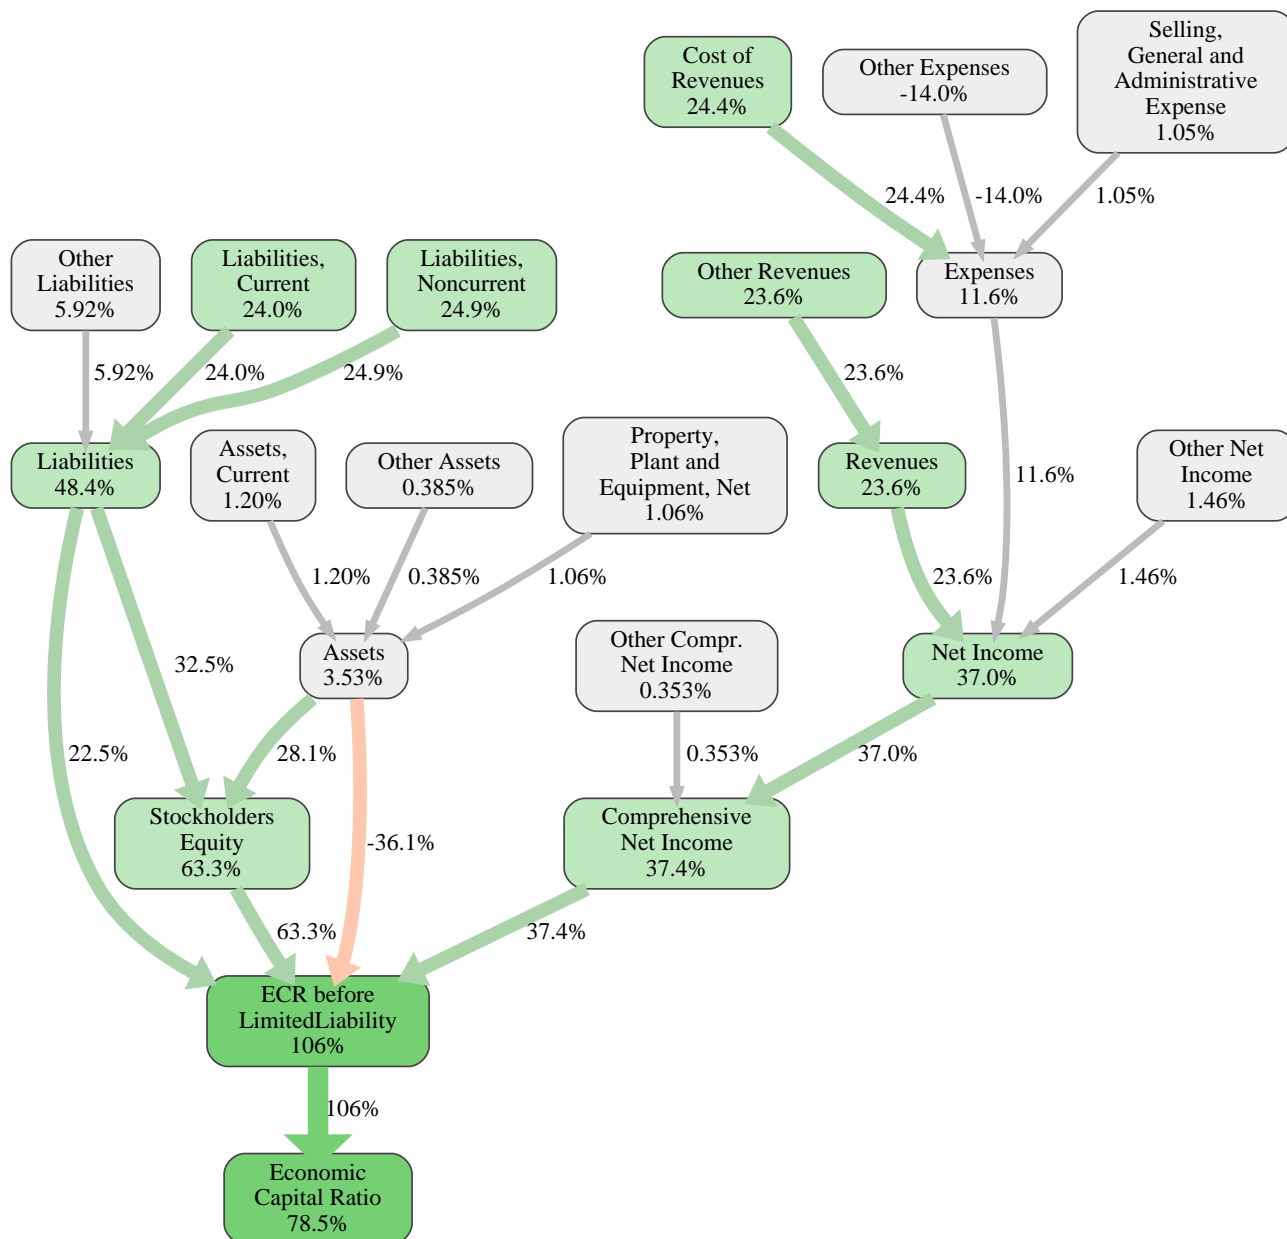 Selling,
General and
Administrative
Expense
1.05%
Cost of
Revenues
24.4%
Other Expenses
-14.0%
24.4%
-14.0%
1.05%
Other
Liabilities
5.92%
Liabilities,
Current
24.0%
Liabilities,
Noncurrent
24.9%
Other Revenues
23.6%
Expenses
11.6%
5.92%
24.0%
24.9%
23.6%
Liabilities
48.4%
Assets,
Current
1.20%
Other Assets
0.385%
Property,
Plant and
Equipment, Net
1.06%
Revenues
23.6%
11.6%
Other Net
Income
1.46%
1.20%
0.385%
1.06%
23.6%
1.46%
32.5%
Assets
3.53%
Other Compr.
Net Income
0.353%
Net Income
37.0%
22.5%
28.1%
0.353%
37.0%
Stockholders
Equity
63.3%
-36.1%
Comprehensive
Net Income
37.4%
63.3%
37.4%
ECR before
LimitedLiability
106%
106%
Economic
Capital Ratio
78.5%